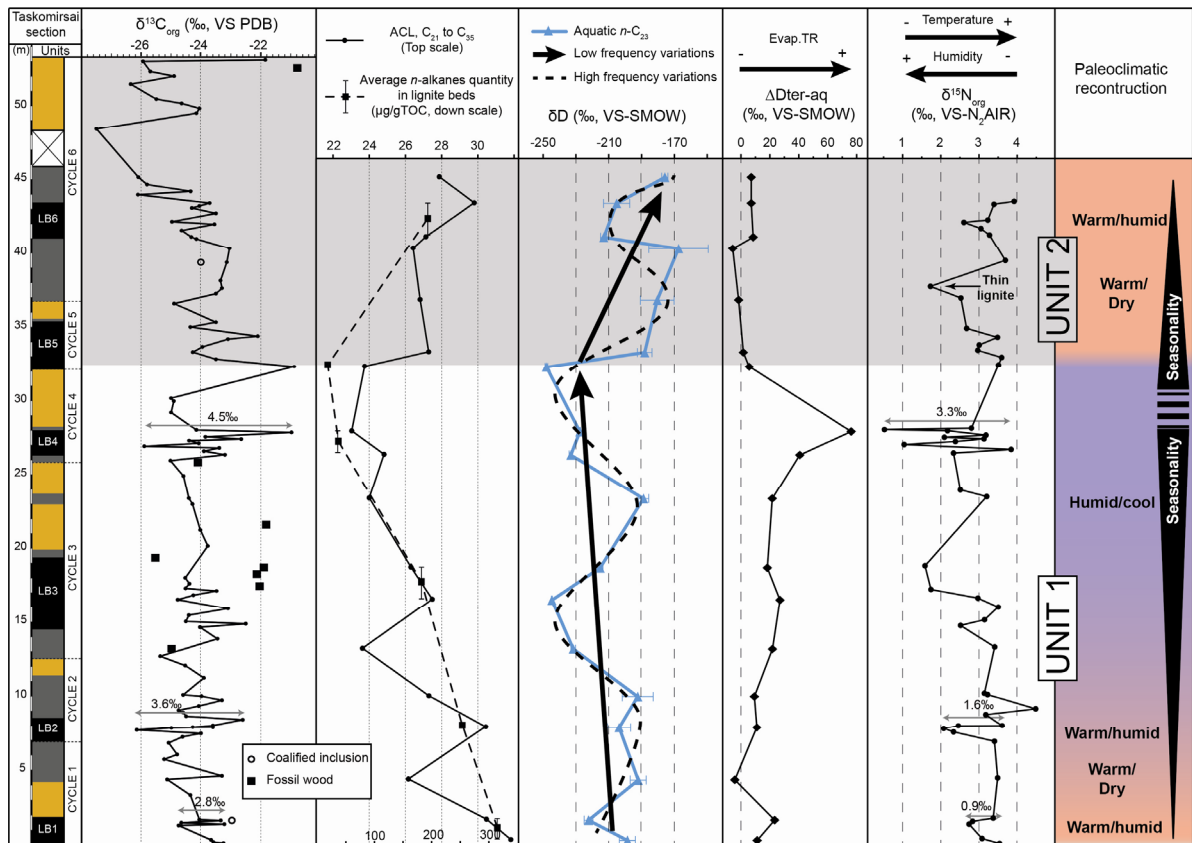 Taskomirsai
section
(m) Units
δ¹³C_org (‰, VS PDB)
-26 -24 -22
ACL, C₂₁ to C₃₅
(Top scale)
Average n-alkanes quantity
in lignite beds
(µg/gTOC, down scale)
22 24 26 28 30
Aquatic n-C₂₃
Low frequency variations
High frequency variations
δD (‰, VS-SMOW)
-250 -210 -170
Evap.TR
- +
ΔDter-aq
(‰, VS-SMOW)
0 20 40 60 80
Temperature
- +
Humidity
+ -
δ¹⁵N_org
(‰, VS-N₂AIR)
1 2 3 4
Paleoclimatic
recontruction
50
45
40
35
30
25
20
15
10
5
LB6
LB5
LB4
LB3
LB2
LB1
CYCLE 6
CYCLE 5
CYCLE 4
CYCLE 3
CYCLE 2
CYCLE 1
4.5‰
3.6‰
2.8‰
Coalified inclusion
Fossil wood
100 200 300
Thin
lignite
3.3‰
1.6‰
0.9‰
UNIT 2
UNIT 1
Warm/humid
Warm/
Dry
Humid/cool
Warm/humid
Warm/
Dry
Warm/humid
Seasonality
Seasonality